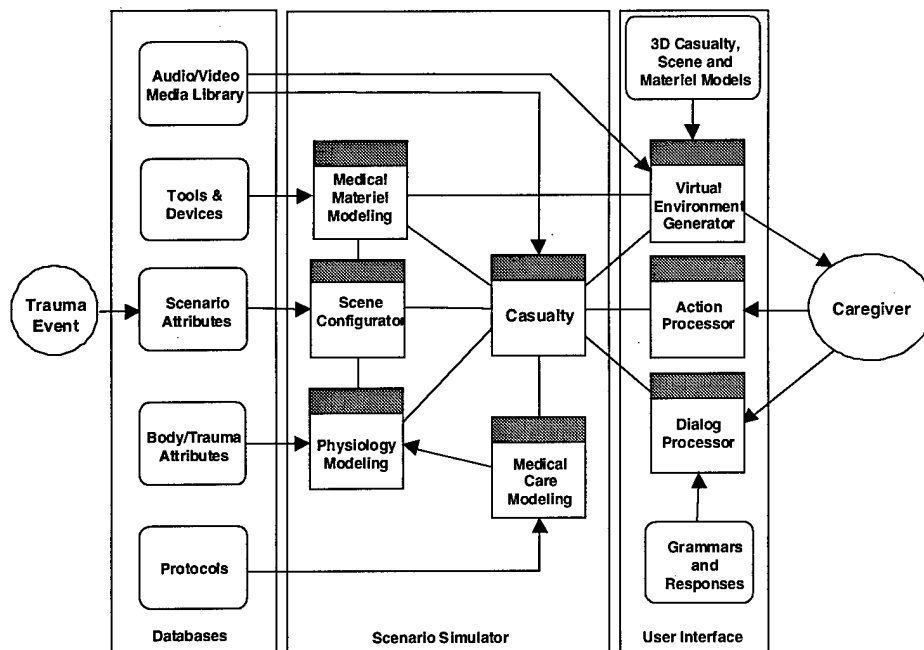 Audio/Video
Media Library
3D Casualty,
Scene and
Materiel Models
Tools &
Devices
Medical
Materiel
Modeling
Virtual
Environment
Generator
Trauma
Event
Scenario
Attributes
Scene
Configurator
Casualty
Action
Processor
Caregiver
Body/Trauma
Attributes
Physiology
Modeling
Medical
Care
Modeling
Dialog
Processor
Protocols
Grammars
and
Responses
Databases
Scenario Simulator
User Interface